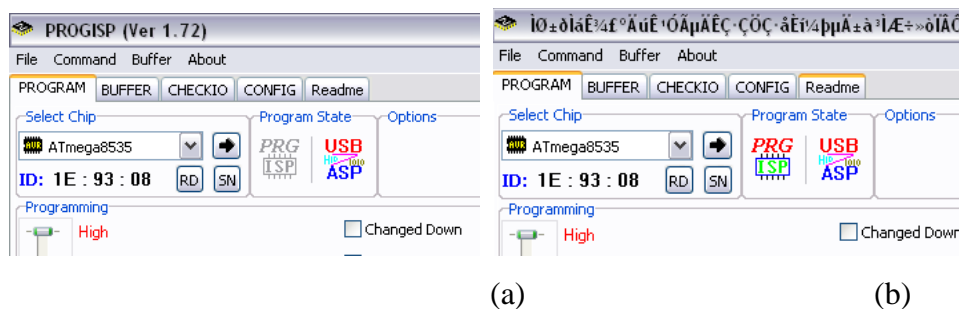 PROGISP (Ver 1.72)
File Command Buffer About
PROGRAM BUFFER CHECKIO CONFIG Readme
Select Chip Program State Options
ATmega8535 PRG ISP USB ASP
ID: 1E : 93 : 08 RD SN
Programming
High Changed Down
File Command Buffer About
PROGRAM BUFFER CHECKIO CONFIG Readme
Select Chip Program State Options
ATmega8535 PRG ISP USB ASP
ID: 1E : 93 : 08 RD SN
Programming
High Changed Down
(a) (b)